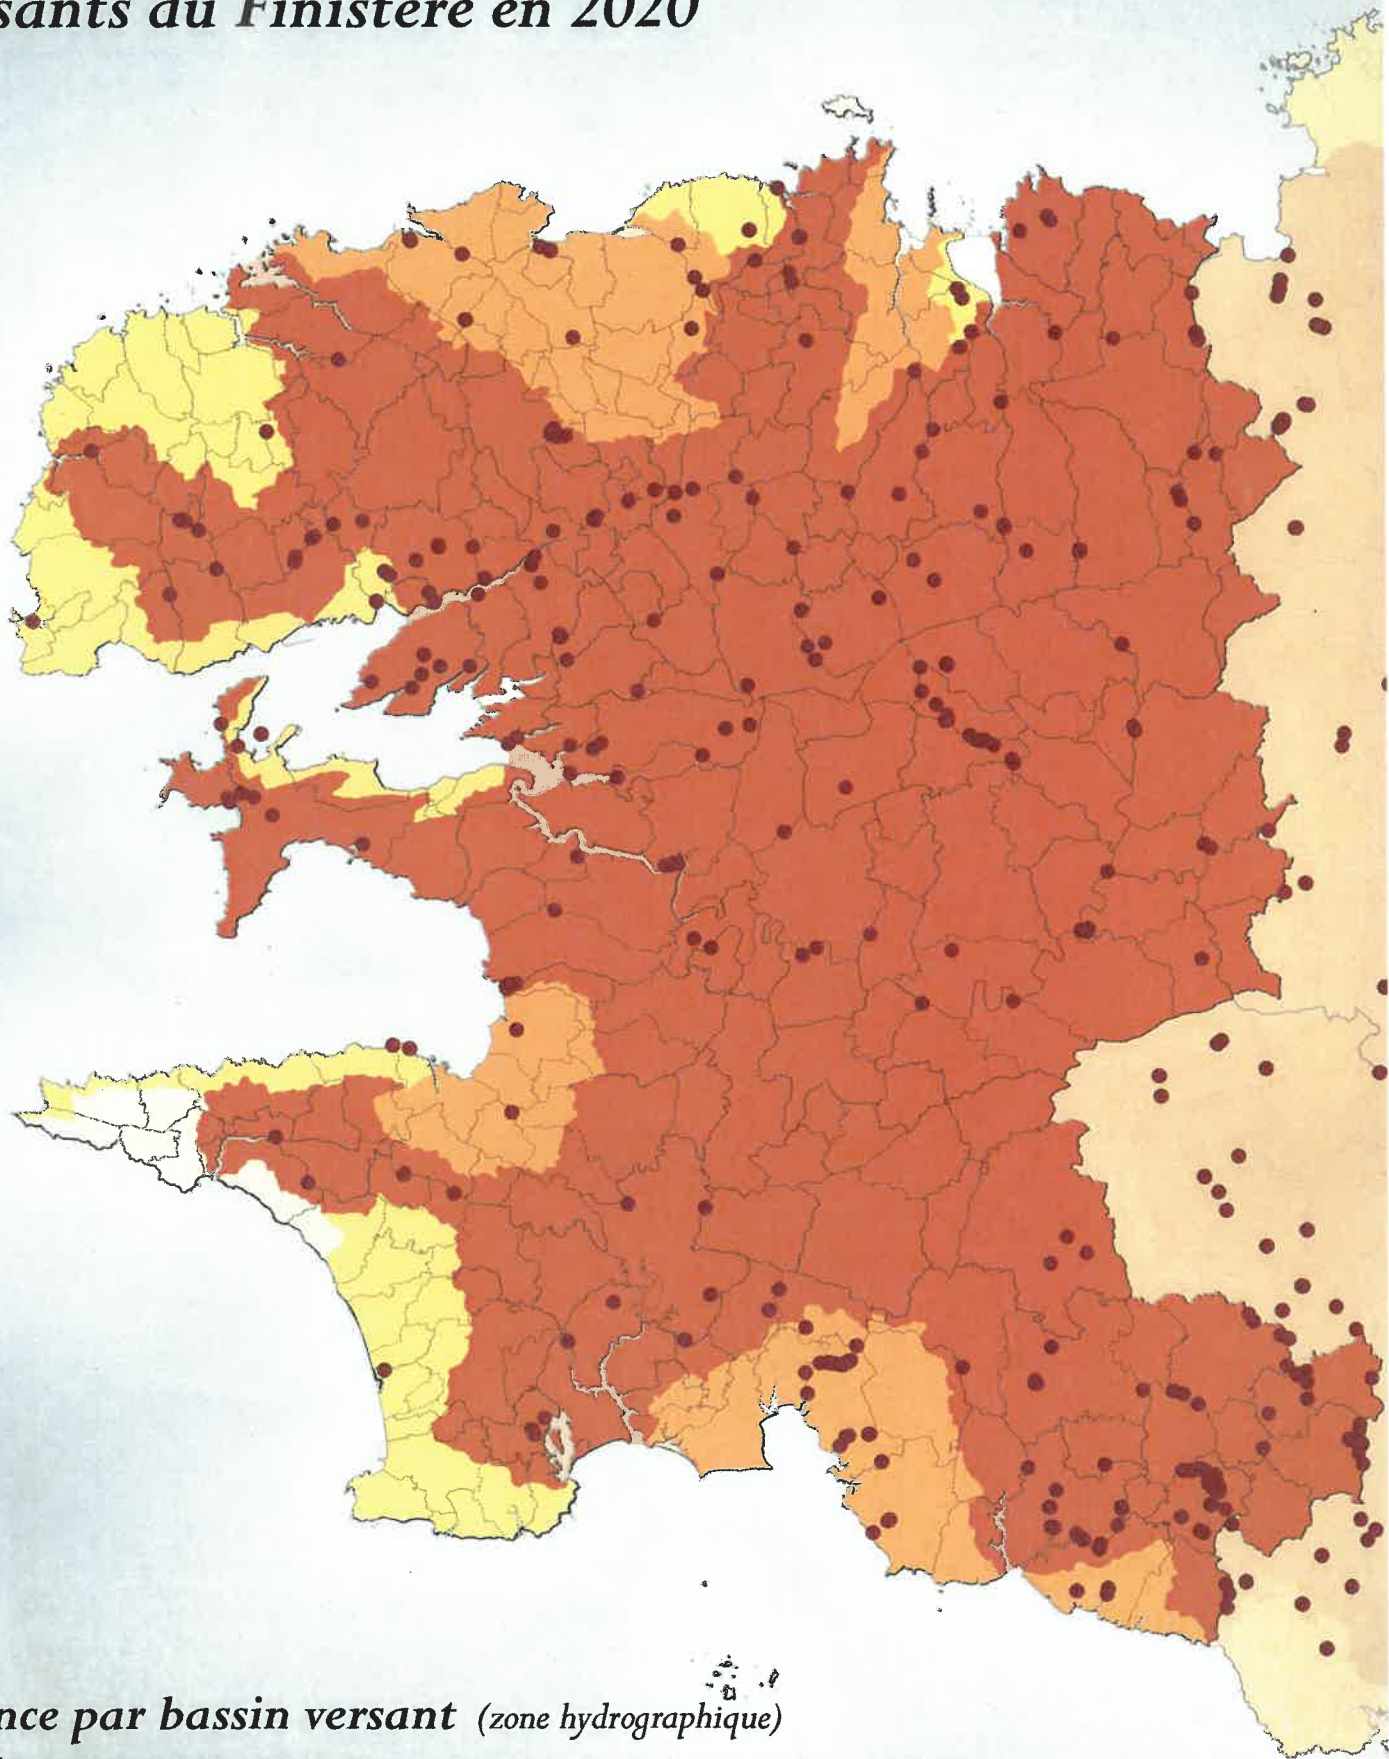 sants du Finistère en 2020
nce par bassin versant (zone hydrographique)